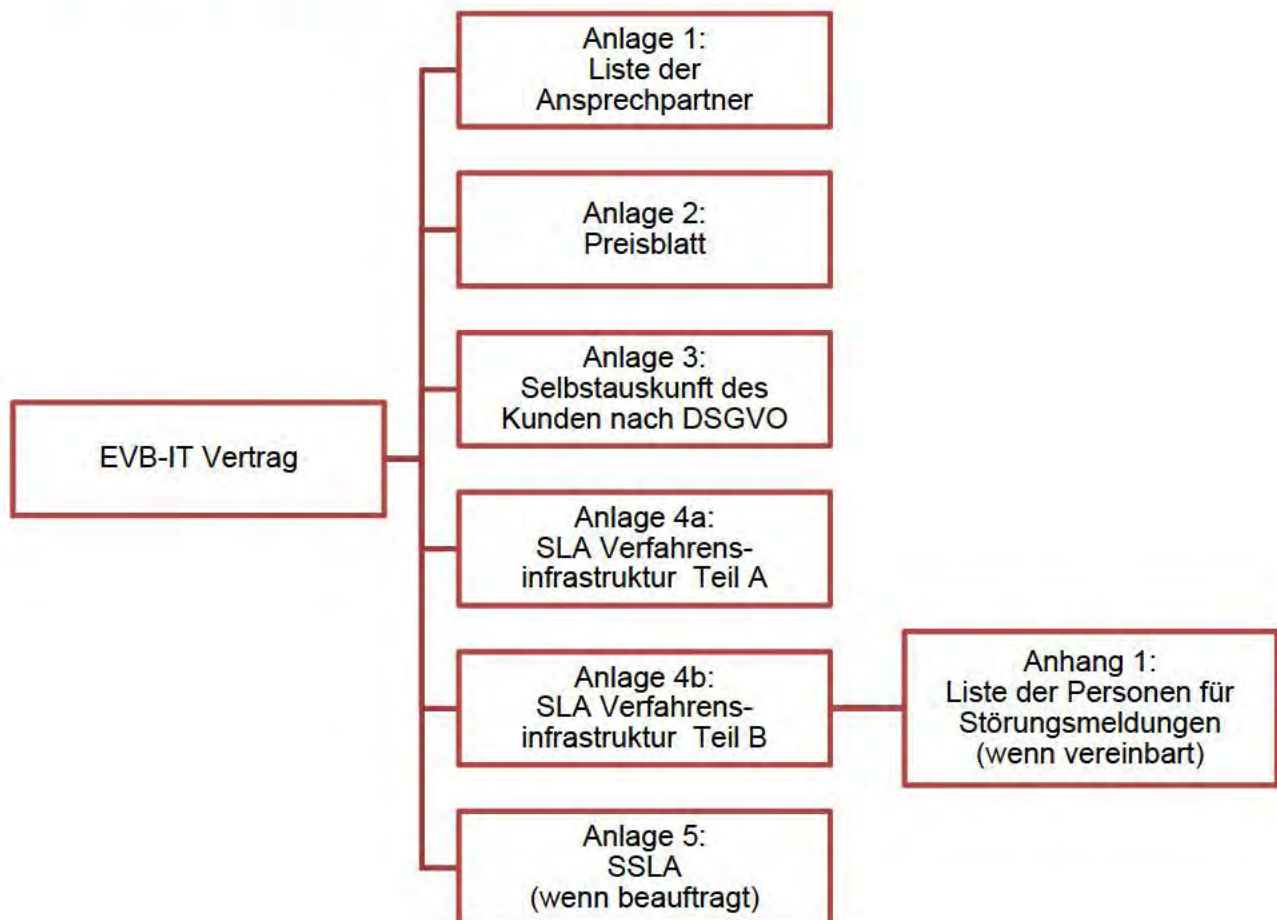 Anlage 1:
Liste der
Ansprechpartner
Anlage 2:
Preisblatt
Anlage 3:
Selbstauskunft des
Kunden nach DSGVO
EVB-IT Vertrag
Anlage 4a:
SLA Verfahrens-
infrastruktur Teil A
Anlage 4b:
SLA Verfahrens-
infrastruktur Teil B
Anhang 1:
Liste der Personen für
Störungsmeldungen
(wenn vereinbart)
Anlage 5:
SSLA
(wenn beauftragt)